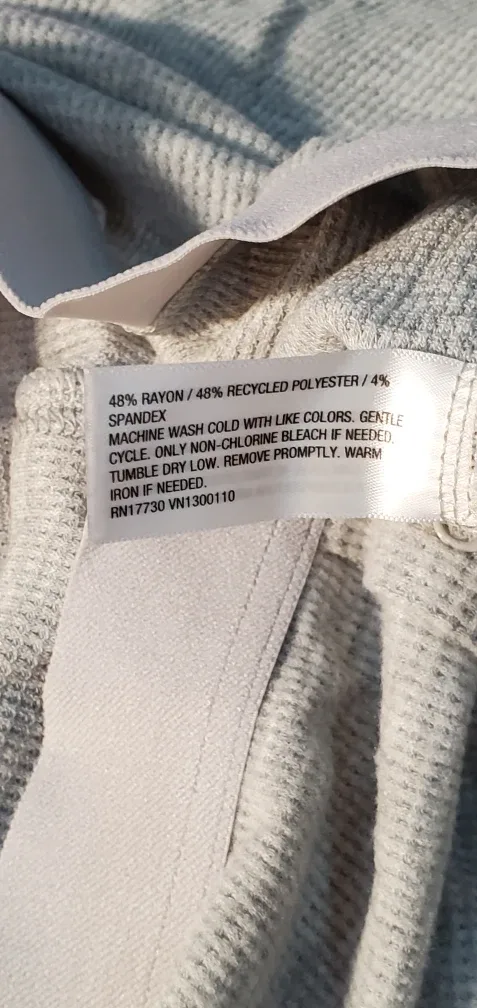 48% RAYON / 48% RECYCLED POLYESTER / 4%
SPANDEX
MACHINE WASH COLD WITH LIKE COLORS. GENTLE
CYCLE. ONLY NON-CHLORINE BLEACH IF NEEDED.
TUMBLE DRY LOW. REMOVE PROMPTLY. WARM
IRON IF NEEDED.
RN17730 VN1300110